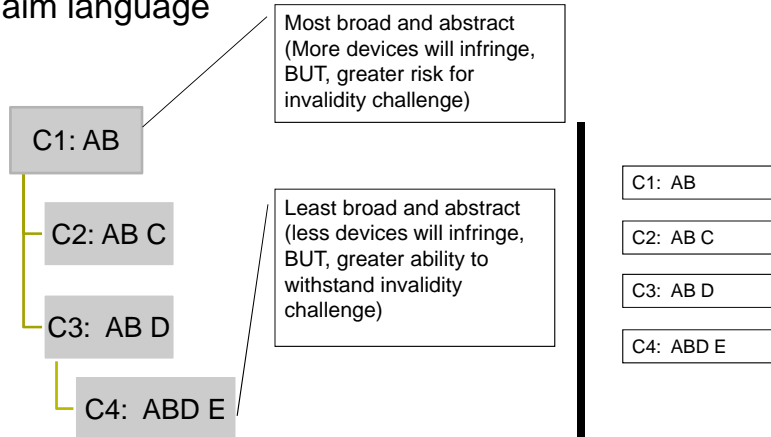 aim language
Most broad and abstract
(More devices will infringe,
BUT, greater risk for
invalidity challenge)
C1: AB
C2: AB C
C3: AB D
C4: ABD E
Least broad and abstract
(less devices will infringe,
BUT, greater ability to
withstand invalidity
challenge)
C1: AB
C2: AB C
C3: AB D
C4: ABD E